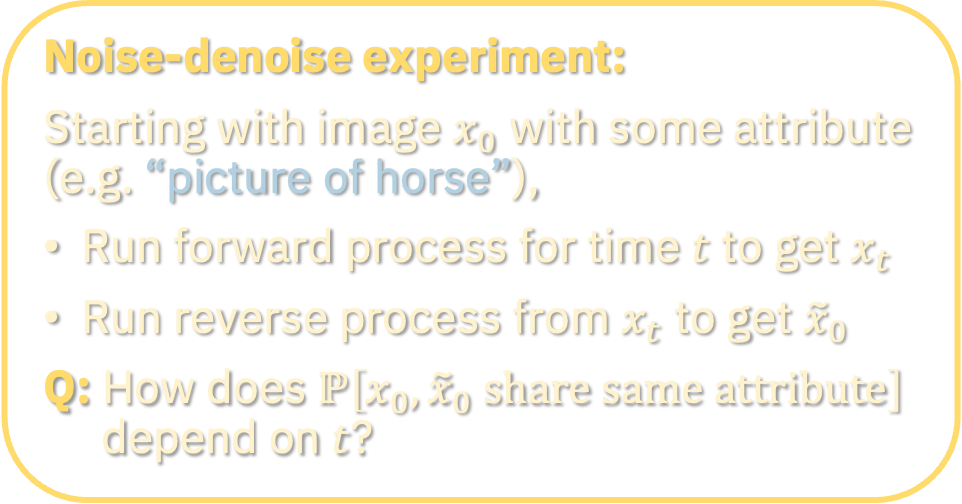 Noise-denoise experiment:
Starting with image x₀ with some attribute
(e.g. “picture of horse”),
• Run forward process for time t to get xₜ
• Run reverse process from xₜ to get x̃₀
Q: How does ℙ[x₀, x̃₀ share same attribute]
depend on t?